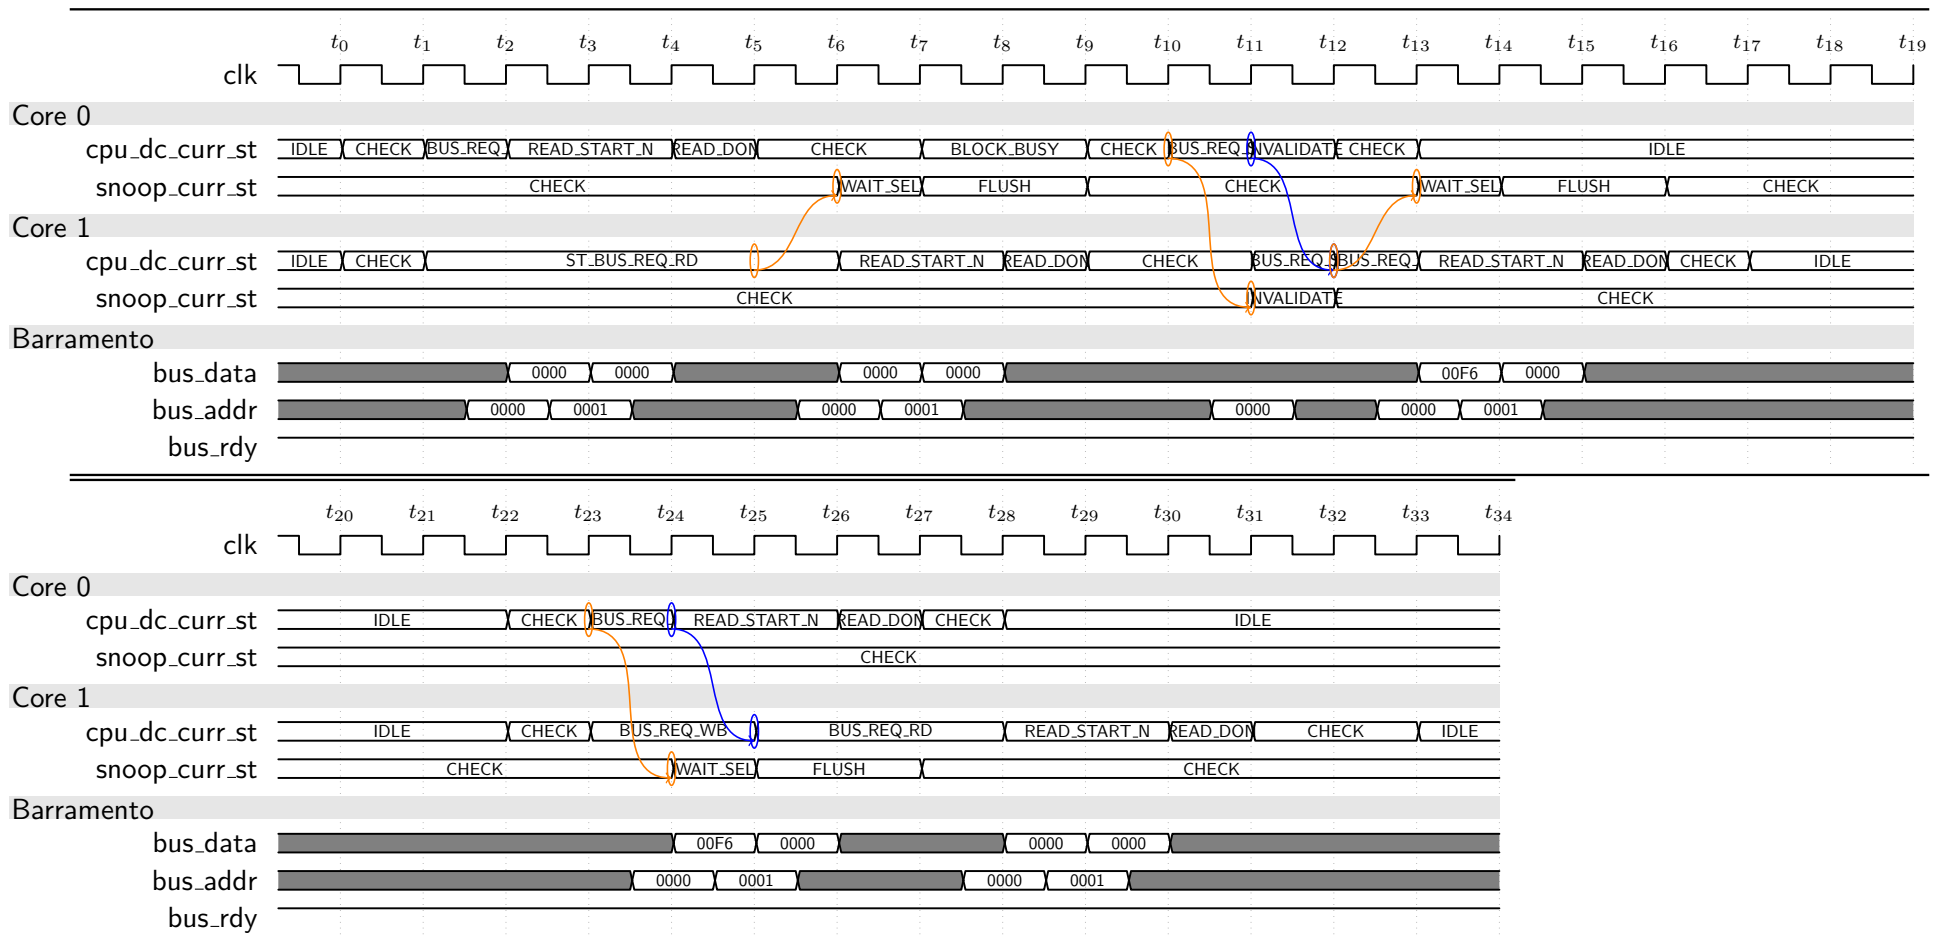 t0 t1 t2 t3 t4 t5 t6 t7 t8 t9 t10 t11 t12 t13 t14 t15 t16 t17 t18 t19
clk
Core 0
cpu_dc_curr_st IDLE CHECK BUS_REQ_ READ_START_N READ_DON CHECK BLOCK_BUSY CHECK BUS_REQ_ NVALIDATE CHECK IDLE
snoop_curr_st CHECK WAIT_SEL FLUSH CHECK WAIT_SEL FLUSH CHECK
Core 1
cpu_dc_curr_st IDLE CHECK ST_BUS_REQ_RD READ_START_N READ_DON CHECK BUS_REQ_ BUS_REQ_ READ_START_N READ_DON CHECK IDLE
snoop_curr_st CHECK NVALIDATE CHECK
Barramento
bus_data 0000 0000 0000 0000 00F6 0000
bus_addr 0000 0001 0000 0001 0000 0000 0001
bus_rdy
t20 t21 t22 t23 t24 t25 t26 t27 t28 t29 t30 t31 t32 t33 t34
clk
Core 0
cpu_dc_curr_st IDLE CHECK BUS_REQ READ_START_N READ_DON CHECK IDLE
snoop_curr_st CHECK
Core 1
cpu_dc_curr_st IDLE CHECK BUS_REQ_WB BUS_REQ_RD READ_START_N READ_DON CHECK IDLE
snoop_curr_st CHECK WAIT_SEL FLUSH CHECK
Barramento
bus_data 00F6 0000 0000 0000
bus_addr 0000 0001 0000 0001
bus_rdy